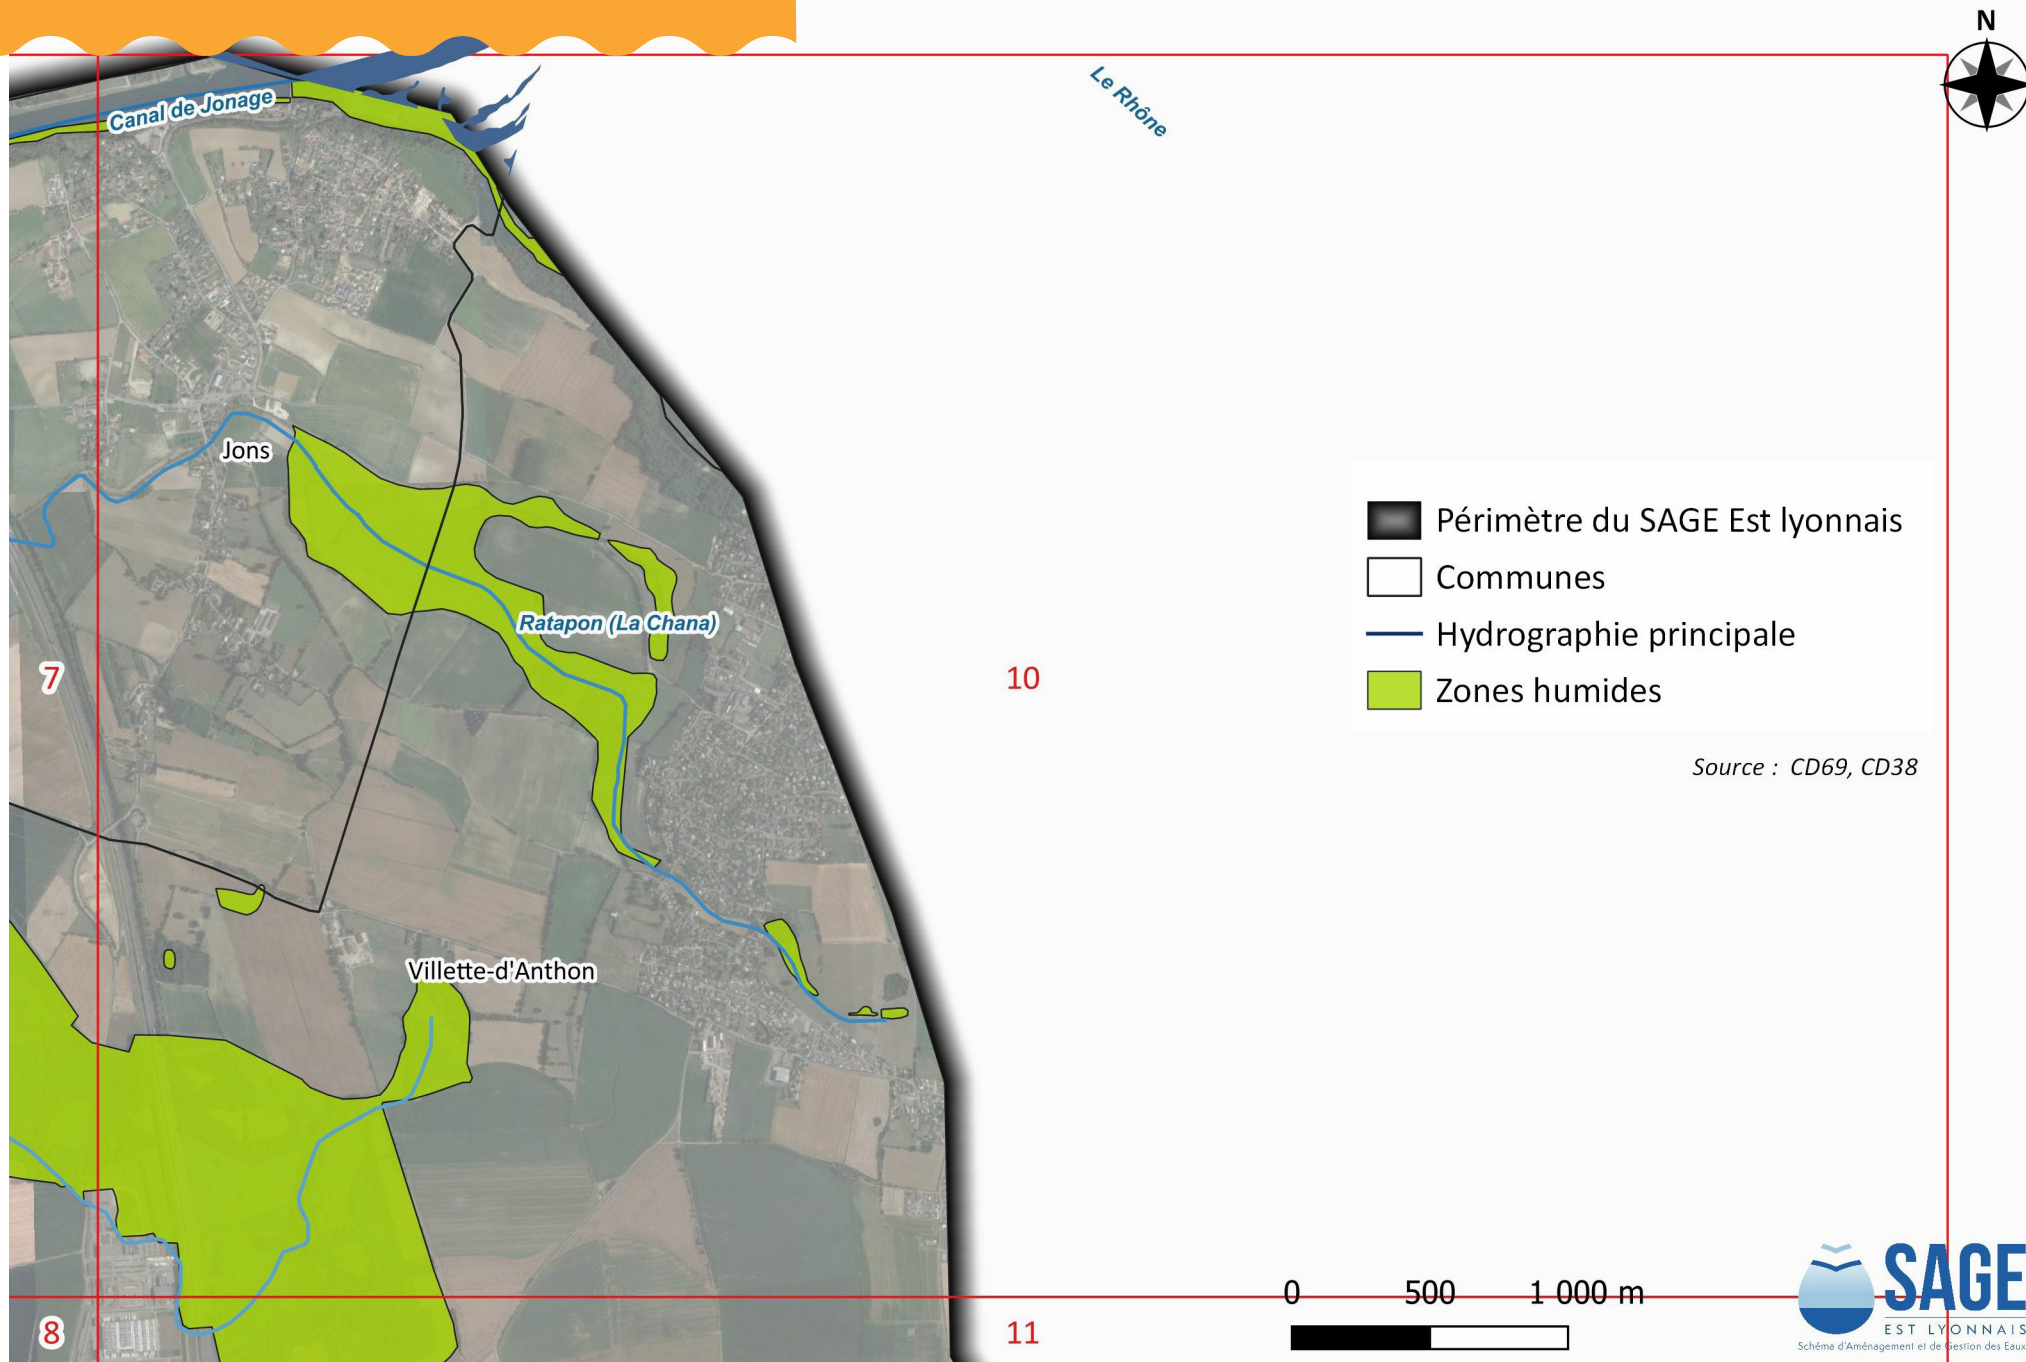 N
Le Rhône
Canal de Jonage
Jons
Ratapon (La Chana)
7
10
Périmètre du SAGE Est lyonnais
Communes
Hydrographie principale
Zones humides
Source : CD69, CD38
Villette-d'Anthon
0 500 1 000 m
8
11
SAGE
EST LYONNAIS
Schéma d'Aménagement et de Gestion des Eaux